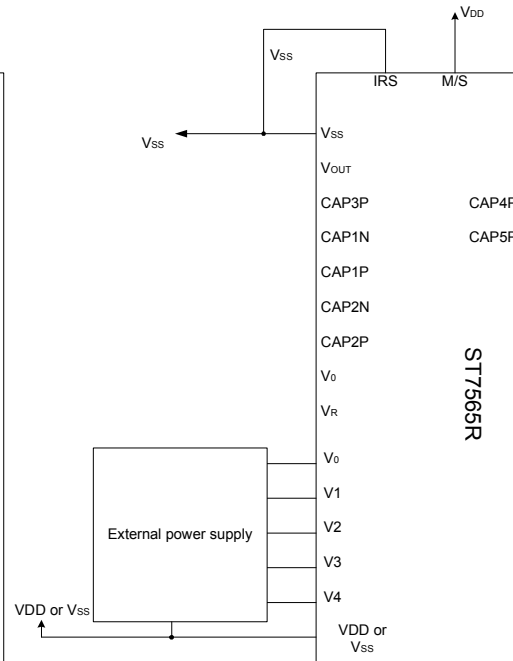 VDD
Vss
IRS
M/S
Vss
Vss
VOUT
CAP3P
CAP4P
CAP1N
CAP5P
CAP1P
CAP2N
CAP2P
V0
VR
ST7565R
V0
V1
External power supply
V2
V3
V4
VDD or Vss
VDD or
Vss